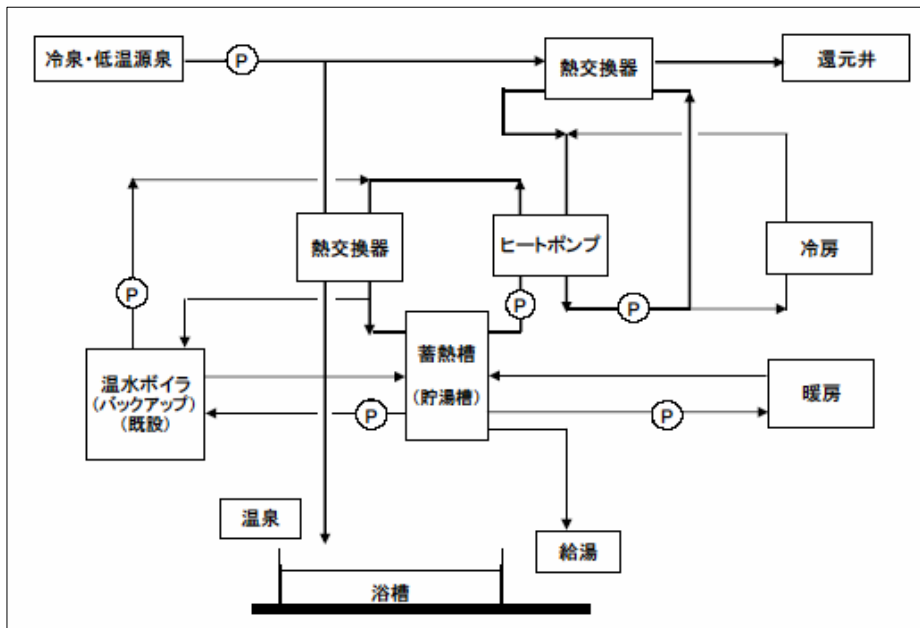 冷泉・低温源泉
P
熱交換器
還元井
熱交換器
ヒートポンプ
冷房
P
P
P
蓄熱槽
(貯湯槽)
温水ボイラ
(バックアップ)
(既設)
P
P
暖房
温泉
給湯
浴槽